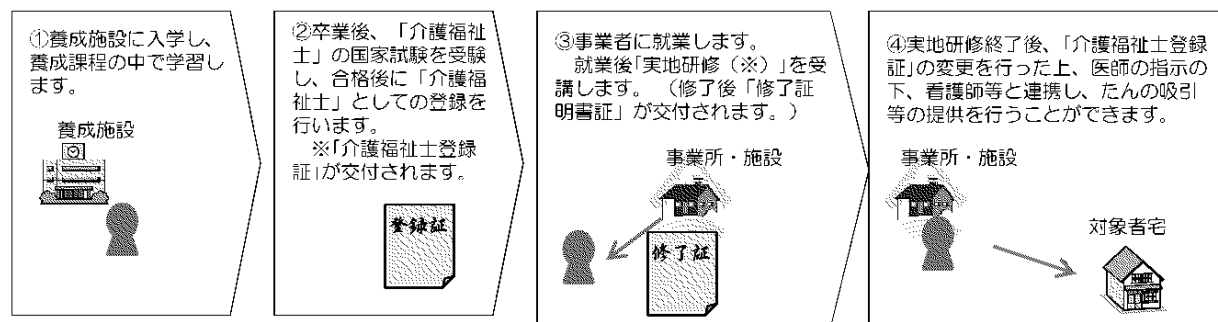 ①養成施設に入学し、
養成課程の中で学習し
ます。
養成施設
②卒業後、「介護福祉
士」の国家試験を受験
し、合格後に「介護福
祉士」としての登録を
行います。
※「介護福祉士登録
証」が交付されます。
登録証
③事業者に就業します。
就業後「実地研修（※）」を受
講します。（修了後「修了証
明書証」が交付されます。）
事業所・施設
修了証
④実地研修終了後、「介護福祉士登録
証」の変更を行った上、医師の指示の
下、看護師等と連携し、たんの吸引
等の提供を行うことができます。
事業所・施設
対象者宅